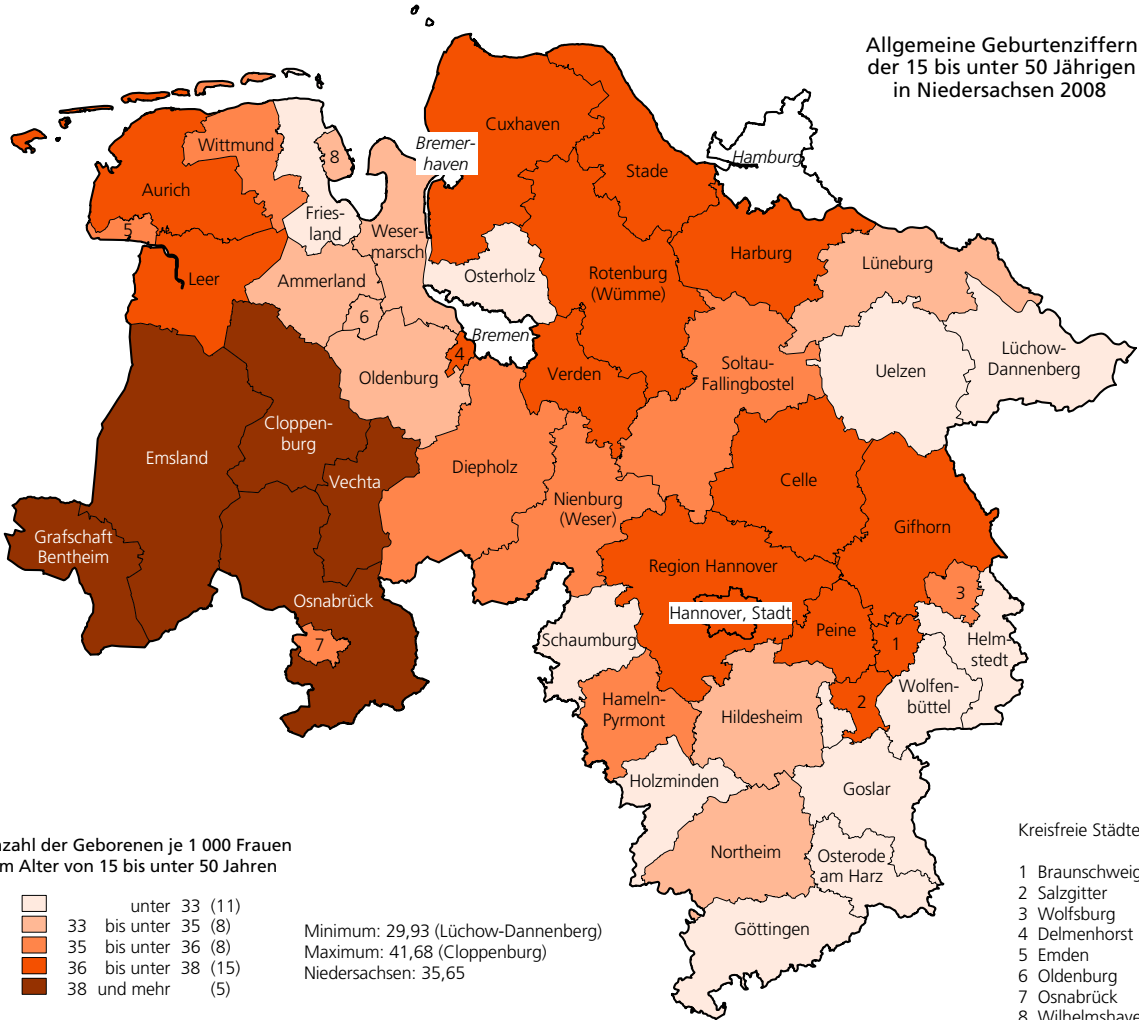 Allgemeine Geburtenziffern
der 15 bis unter 50 Jährigen
in Niedersachsen 2008
Cuxhaven
Bremer-
haven
Wittmund
8
Hamburg
Stade
Aurich
Fries-
land
Weser-
marsch
5
Harburg
Lüneburg
Leer
Ammerland
Osterholz
Rotenburg
(Wümme)
6
Bremen
4
Lüchow-
Dannenberg
Oldenburg
Verden
Soltau-
Fallingbostel
Uelzen
Cloppen-
burg
Emsland
Vechta
Diepholz
Celle
Nienburg
(Weser)
Gifhorn
Grafschaft
Bentheim
Region Hannover
Osnabrück
3
Hannover, Stadt
7
Schaumburg
Peine
1
Helm-
stedt
Hameln-
Pyrmont
Hildesheim
2
Wolfen-
büttel
Holzminden
Goslar
Northeim
Osterode
am Harz
Göttingen
zahl der Geborenen je 1 000 Frauen
m Alter von 15 bis unter 50 Jahren
unter 33 (11)
33 bis unter 35 (8)
35 bis unter 36 (8)
36 bis unter 38 (15)
38 und mehr (5)
Minimum: 29,93 (Lüchow-Dannenberg)
Maximum: 41,68 (Cloppenburg)
Niedersachsen: 35,65
Kreisfreie Städte
1 Braunschweig
2 Salzgitter
3 Wolfsburg
4 Delmenhorst
5 Emden
6 Oldenburg
7 Osnabrück
8 Wilhelmshave